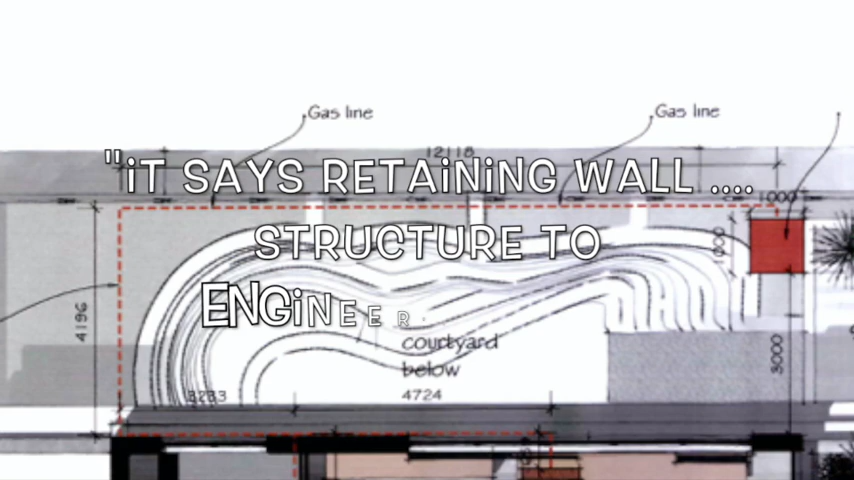 Gas line
Gas line
12118
"iT SAYS RETAiNiNG WALL ....
1000
STRUCTURE TO
1000
ENGiNEER
4196
courtyard
below
3000
3233
4724